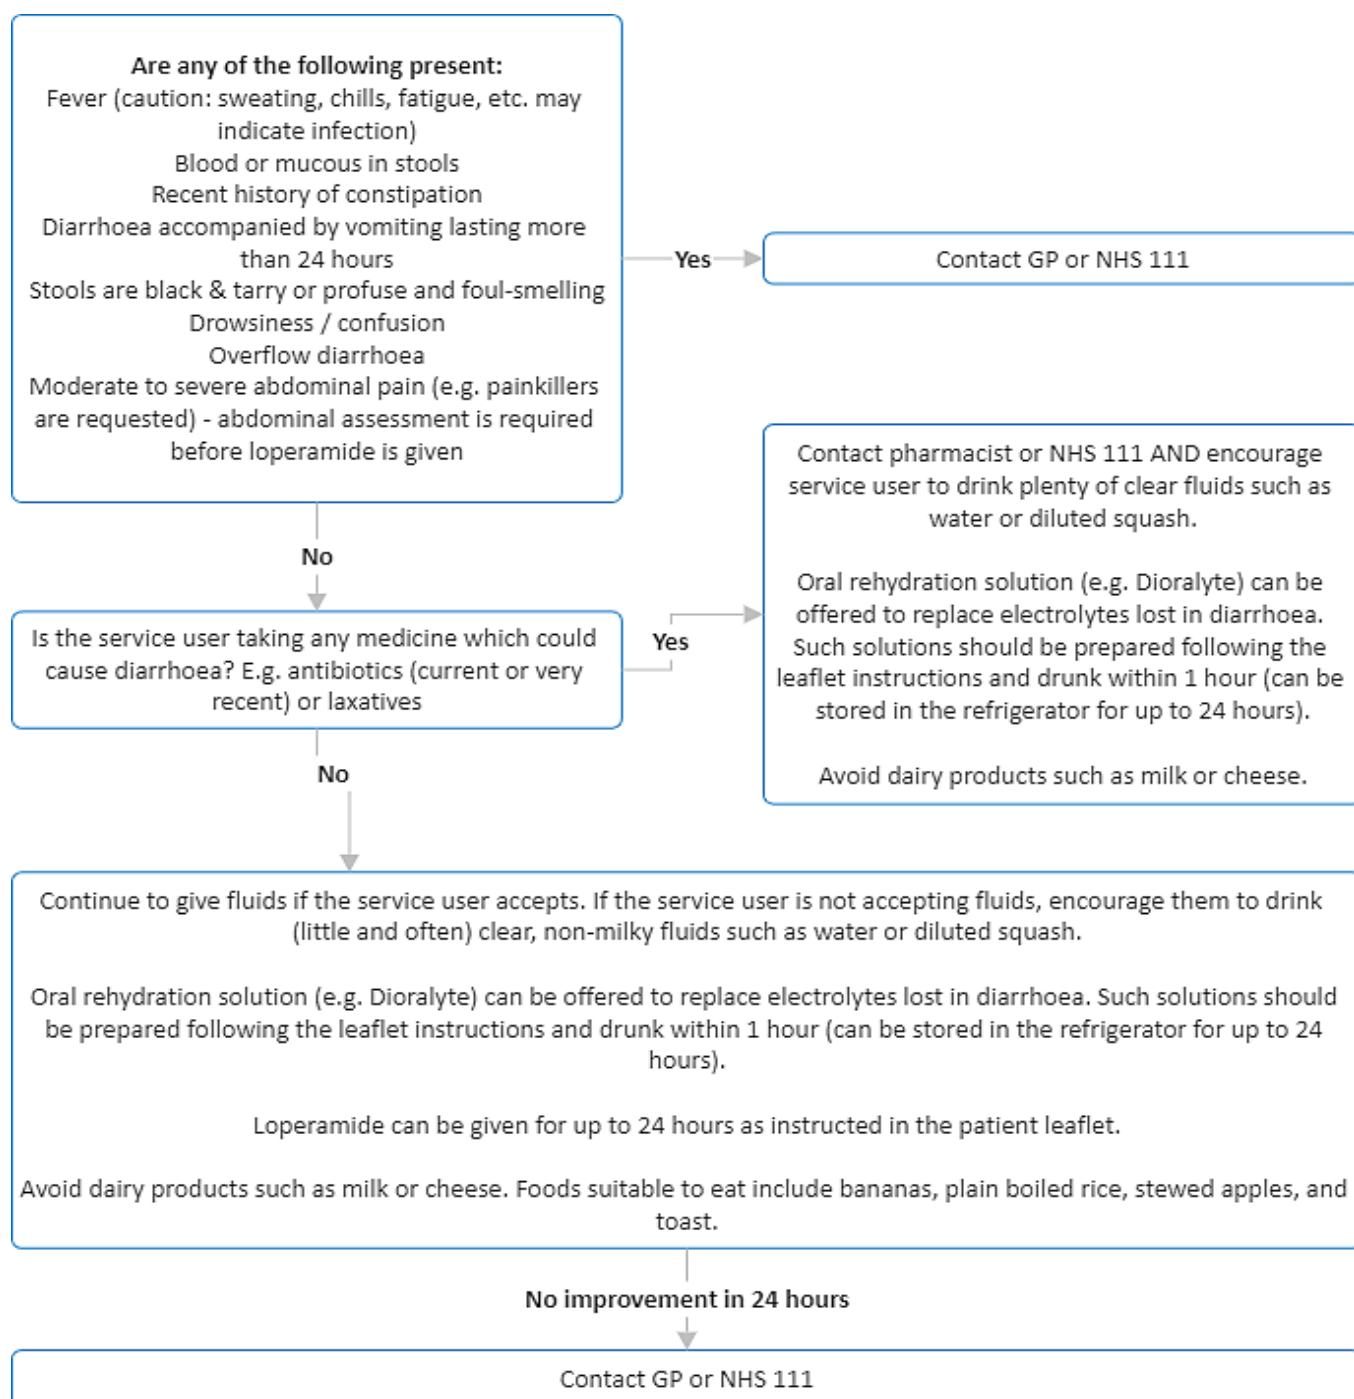 Are any of the following present:
Fever (caution: sweating, chills, fatigue, etc. may
indicate infection)
Blood or mucous in stools
Recent history of constipation
Diarrhoea accompanied by vomiting lasting more
than 24 hours
Stools are black & tarry or profuse and foul-smelling
Drowsiness / confusion
Overflow diarrhoea
Moderate to severe abdominal pain (e.g. painkillers
are requested) - abdominal assessment is required
before loperamide is given
Yes
Contact GP or NHS 111
No
Is the service user taking any medicine which could
cause diarrhoea? E.g. antibiotics (current or very
recent) or laxatives
Yes
Contact pharmacist or NHS 111 AND encourage
service user to drink plenty of clear fluids such as
water or diluted squash.
Oral rehydration solution (e.g. Dioralyte) can be
offered to replace electrolytes lost in diarrhoea.
Such solutions should be prepared following the
leaflet instructions and drunk within 1 hour (can be
stored in the refrigerator for up to 24 hours).
Avoid dairy products such as milk or cheese.
No
Continue to give fluids if the service user accepts. If the service user is not accepting fluids, encourage them to drink
(little and often) clear, non-milky fluids such as water or diluted squash.
Oral rehydration solution (e.g. Dioralyte) can be offered to replace electrolytes lost in diarrhoea. Such solutions should
be prepared following the leaflet instructions and drunk within 1 hour (can be stored in the refrigerator for up to 24
hours).
Loperamide can be given for up to 24 hours as instructed in the patient leaflet.
Avoid dairy products such as milk or cheese. Foods suitable to eat include bananas, plain boiled rice, stewed apples, and
toast.
No improvement in 24 hours
Contact GP or NHS 111